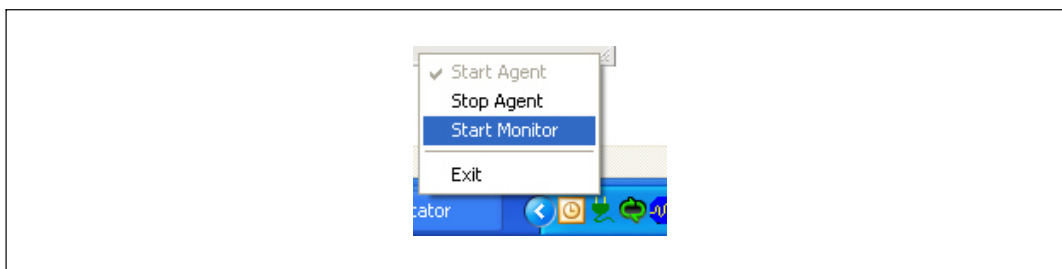 Start Agent
Stop Agent
Start Monitor
Exit
cator